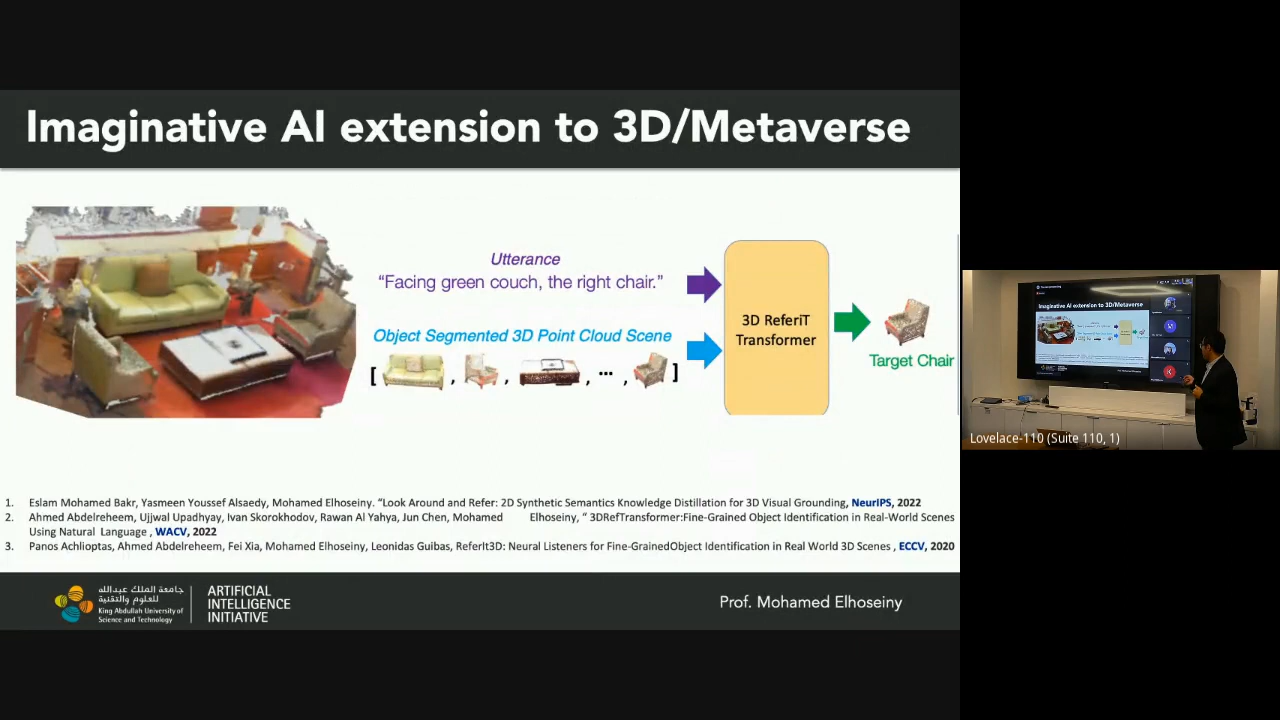 Imaginative AI extension to 3D/Metaverse
Utterance
“Facing green couch, the right chair.”
Object Segmented 3D Point Cloud Scene
[ , , , ... , ]
3D ReferiT
Transformer
Target Chair
1. Eslam Mohamed Bakr, Yasmeen Youssef Alsaedy, Mohamed Elhoseiny. “Look Around and Refer: 2D Synthetic Semantics Knowledge Distillation for 3D Visual Grounding, NeurIPS, 2022
2. Ahmed Abdelreheem, Ujjwal Upadhyay, Ivan Skorokhodov, Rawan Al Yahya, Jun Chen, Mohamed Elhoseiny, “ 3DRefTransformer:Fine-Grained Object Identification in Real-World Scenes
Using Natural Language , WACV, 2022
3. Panos Achlioptas, Ahmed Abdelreheem, Fei Xia, Mohamed Elhoseiny, Leonidas Guibas, ReferIt3D: Neural Listeners for Fine-GrainedObject Identification in Real World 3D Scenes , ECCV, 2020
جامعة الملك عبدالله
للعلوم والتقنية
King Abdullah University of
Science and Technology
ARTIFICIAL
INTELLIGENCE
INITIATIVE
Prof. Mohamed Elhoseiny
Imaginative AI extension to 3D/Metaverse
Lovelace-110 (Suite 110, 1)